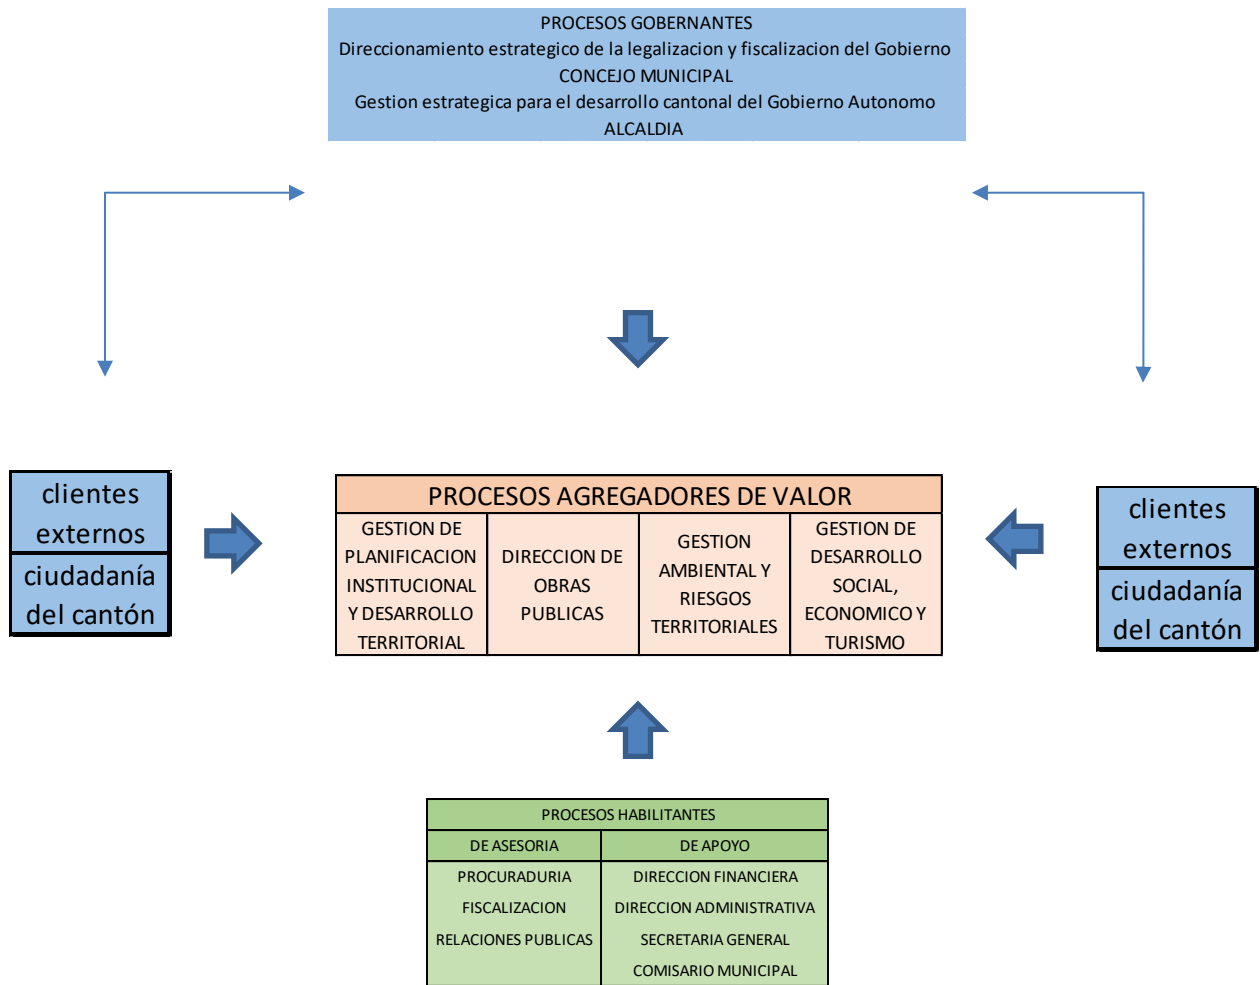 PROCESOS GOBERNANTES
Direccionamiento estrategico de la legalizacion y fiscalizacion del Gobierno
CONCEJO MUNICIPAL
Gestion estrategica para el desarrollo cantonal del Gobierno Autonomo
ALCALDIA
clientes
externos
ciudadanía
del cantón
PROCESOS AGREGADORES DE VALOR
GESTION DE
PLANIFICACION
INSTITUCIONAL
Y DESARROLLO
TERRITORIAL
DIRECCION DE
OBRAS
PUBLICAS
GESTION
AMBIENTAL Y
RIESGOS
TERRITORIALES
GESTION DE
DESARROLLO
SOCIAL,
ECONOMICO Y
TURISMO
clientes
externos
ciudadanía
del cantón
PROCESOS HABILITANTES
DE ASESORIA
PROCURADURIA
FISCALIZACION
RELACIONES PUBLICAS
DE APOYO
DIRECCION FINANCIERA
DIRECCION ADMINISTRATIVA
SECRETARIA GENERAL
COMISARIO MUNICIPAL